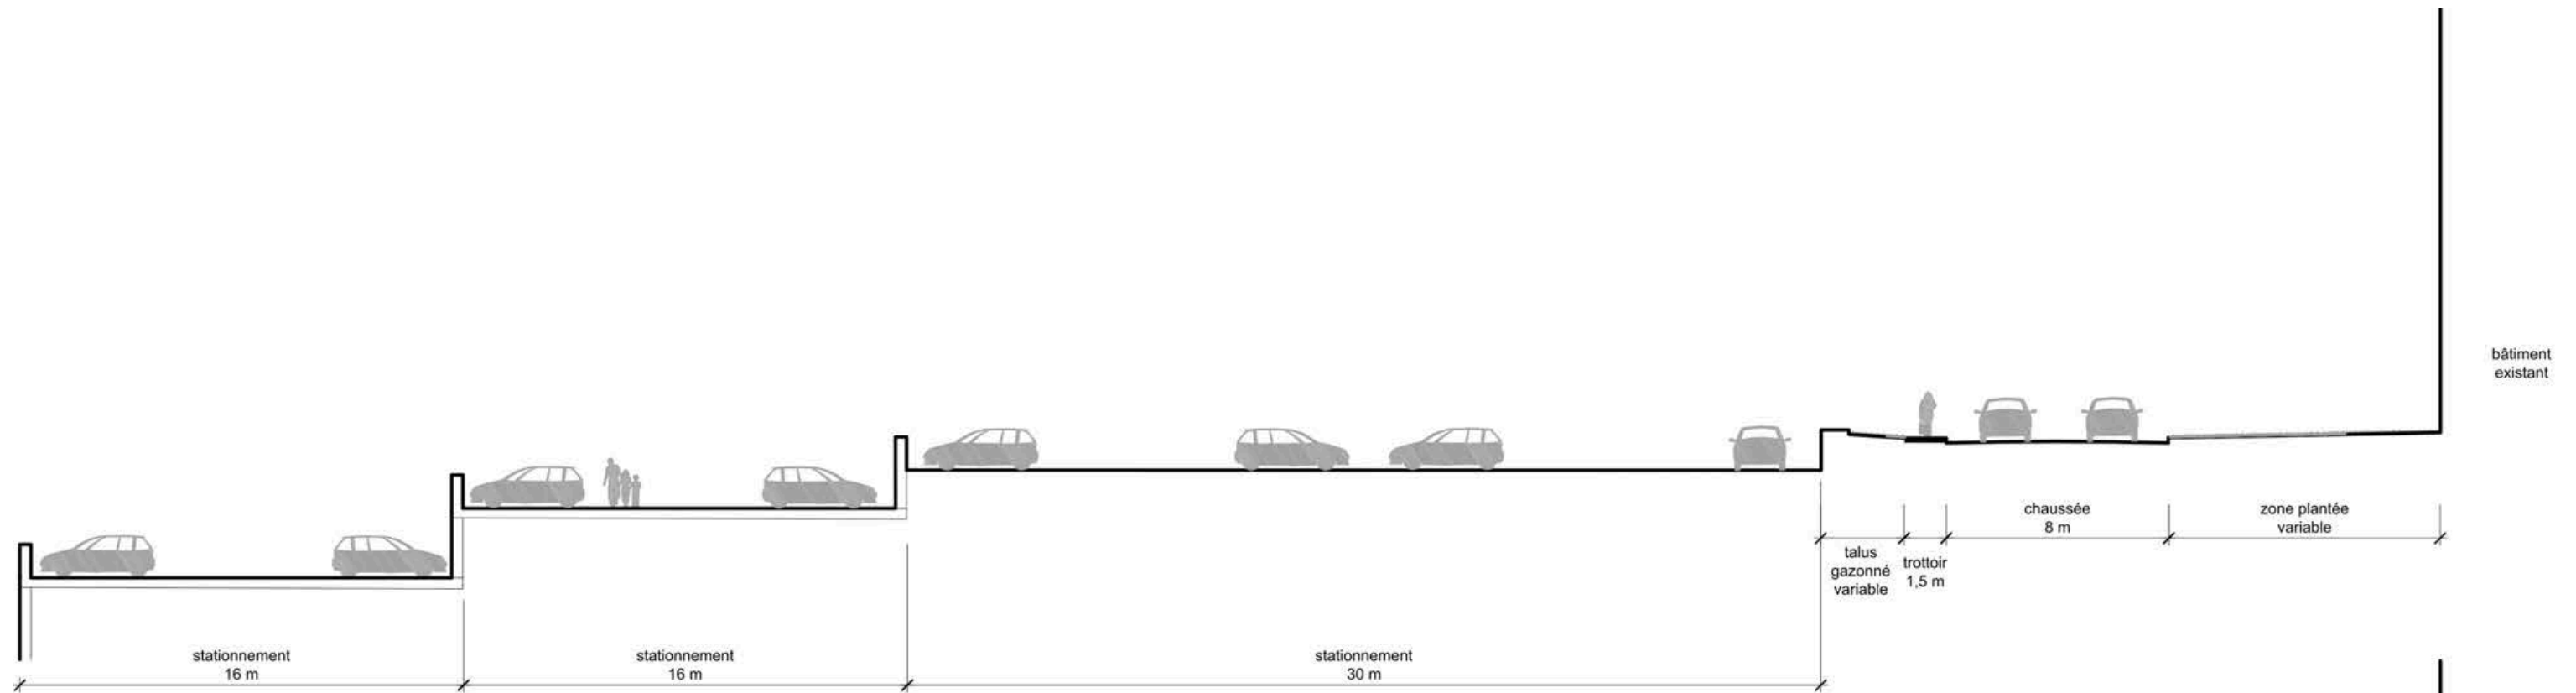 bâtiment
existant
chaussée
8 m
zone plantée
variable
talus
gazonné
variable
trottoir
1,5 m
stationnement
16 m
stationnement
16 m
stationnement
30 m